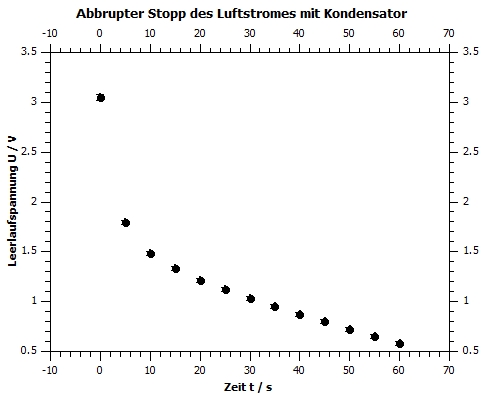 Abbrupter Stopp des Luftstromes mit Kondensator
-10 0 10 20 30 40 50 60 70
3.5 3.5
3 3
2.5 2.5
2 2
1.5 1.5
1 1
0.5 0.5
-10 0 10 20 30 40 50 60 70
Leerlaufspannung U / V
Zeit t / s